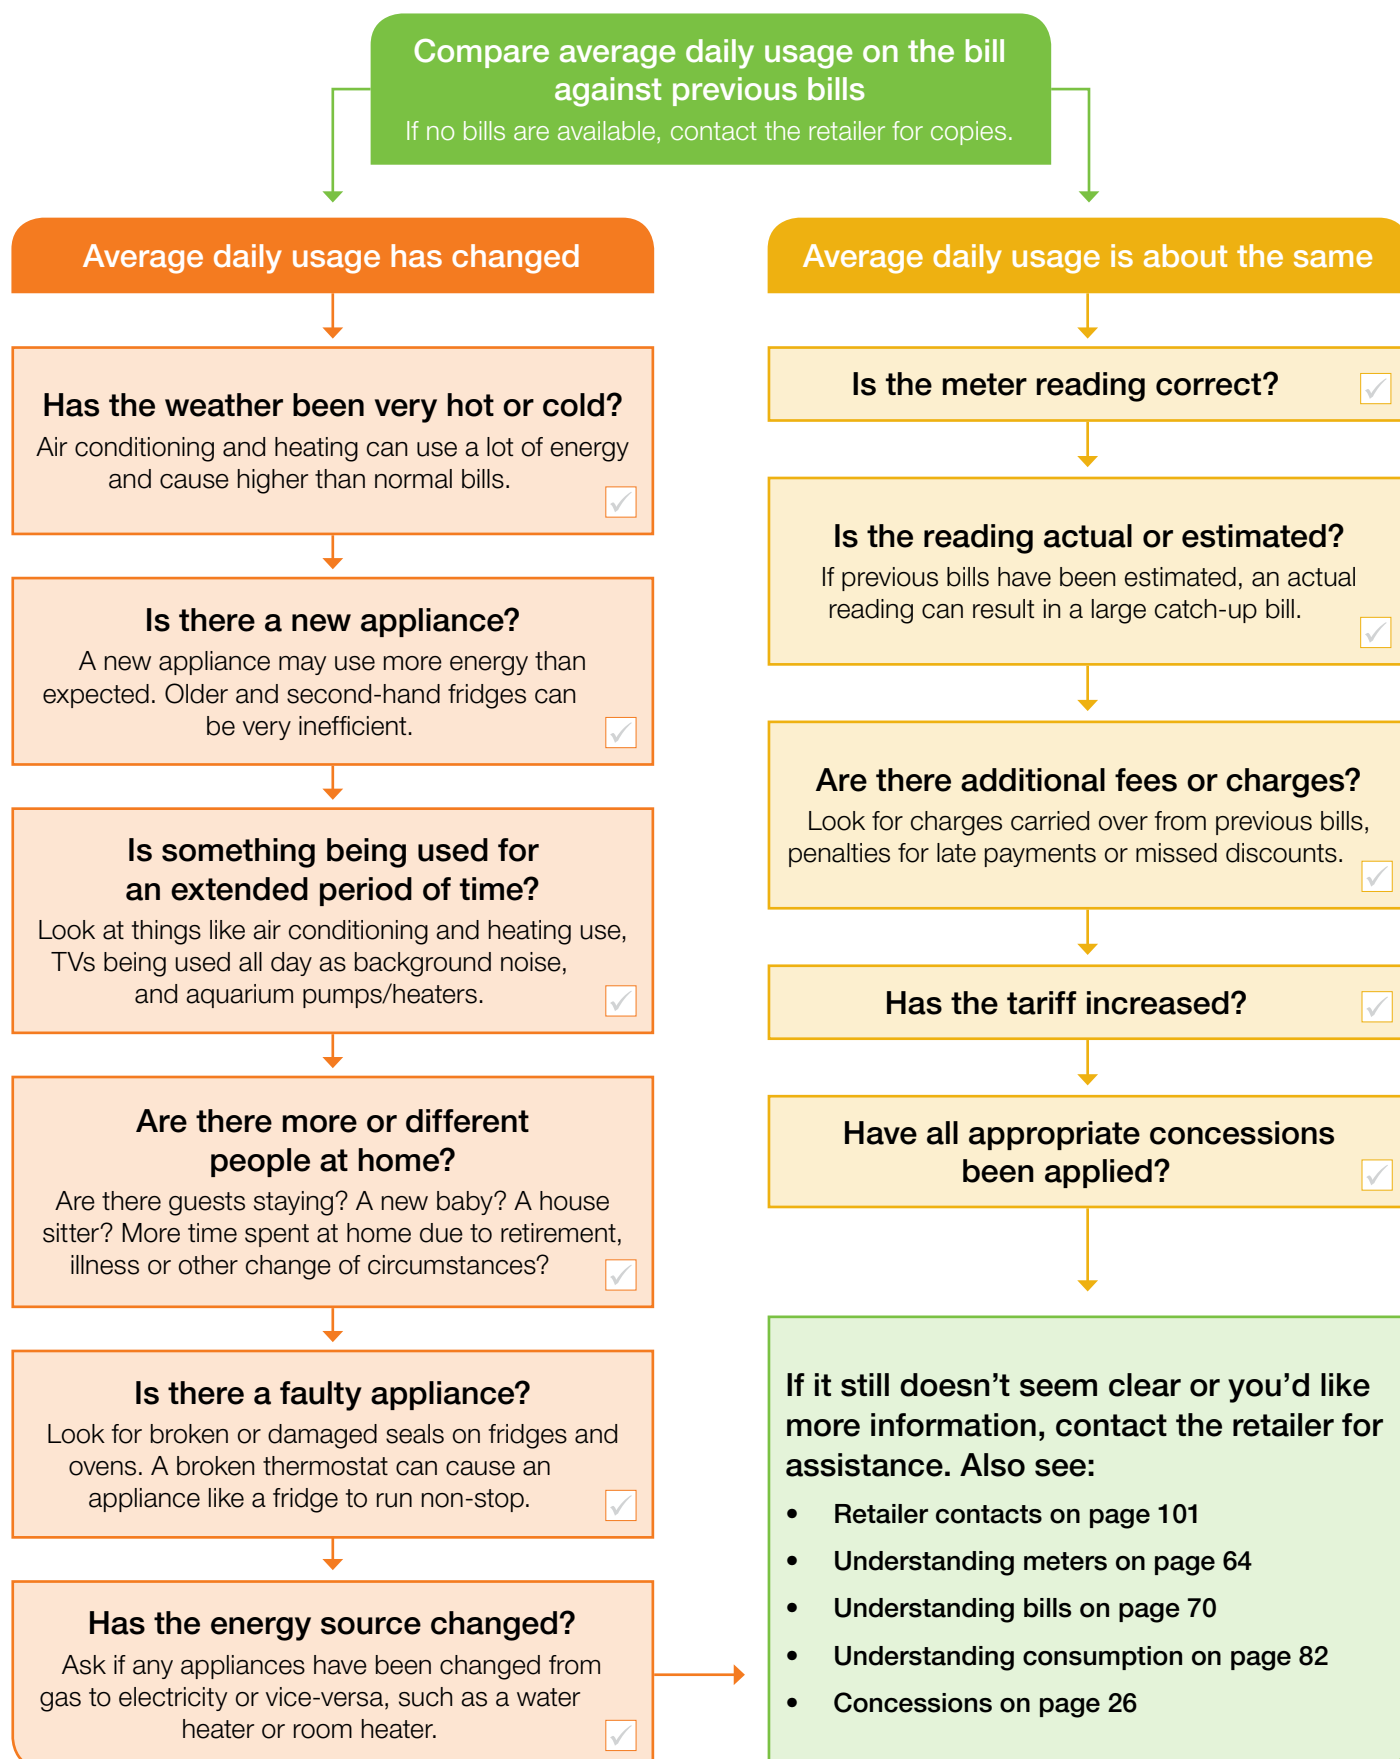 Compare average daily usage on the bill
against previous bills
If no bills are available, contact the retailer for copies.
Average daily usage has changed
Has the weather been very hot or cold?
Air conditioning and heating can use a lot of energy
and cause higher than normal bills.
Is there a new appliance?
A new appliance may use more energy than
expected. Older and second-hand fridges can
be very inefficient.
Is something being used for
an extended period of time?
Look at things like air conditioning and heating use,
TVs being used all day as background noise,
and aquarium pumps/heaters.
Are there more or different
people at home?
Are there guests staying? A new baby? A house
sitter? More time spent at home due to retirement,
illness or other change of circumstances?
Is there a faulty appliance?
Look for broken or damaged seals on fridges and
ovens. A broken thermostat can cause an
appliance like a fridge to run non-stop.
Has the energy source changed?
Ask if any appliances have been changed from
gas to electricity or vice-versa, such as a water
heater or room heater.
Average daily usage is about the same
Is the meter reading correct?
Is the reading actual or estimated?
If previous bills have been estimated, an actual
reading can result in a large catch-up bill.
Are there additional fees or charges?
Look for charges carried over from previous bills,
penalties for late payments or missed discounts.
Has the tariff increased?
Have all appropriate concessions
been applied?
If it still doesn't seem clear or you'd like
more information, contact the retailer for
assistance. Also see:
• Retailer contacts on page 101
• Understanding meters on page 64
• Understanding bills on page 70
• Understanding consumption on page 82
• Concessions on page 26